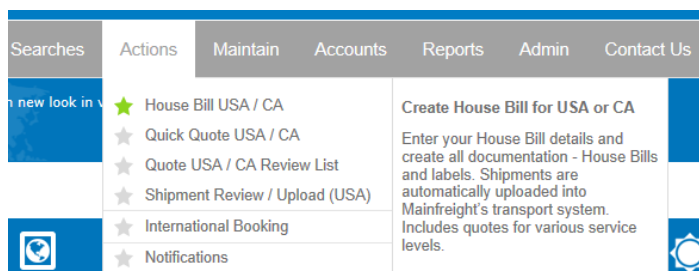 Searches Actions Maintain Accounts Reports Admin Contact Us
n new look in v
House Bill USA / CA
Quick Quote USA / CA
Quote USA / CA Review List
Shipment Review / Upload (USA)
International Booking
Notifications
Create House Bill for USA or CA
Enter your House Bill details and
create all documentation - House Bills
and labels. Shipments are
automatically uploaded into
Mainfreight's transport system.
Includes quotes for various service
levels.